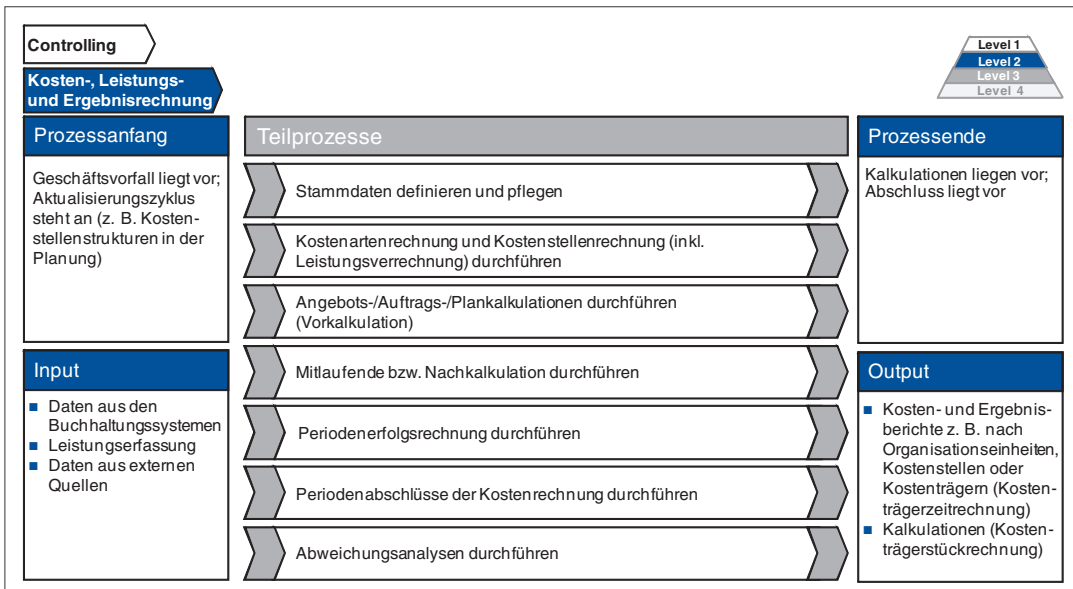 Controlling
Kosten-, Leistungs-
und Ergebnisrechnung
Level 1
Level 2
Level 3
Level 4
Prozessanfang
Geschäftsvorfall liegt vor;
Aktualisierungszyklus
steht an (z. B. Kosten-
stellenstrukturen in der
Planung)
Input
Daten aus den
Buchhaltungssystemen
Leistungserfassung
Daten aus externen
Quellen
Teilprozesse
Stammdaten definieren und pflegen
Kostenartenrechnung und Kostenstellenrechnung (inkl.
Leistungsverrechnung) durchführen
Angebots-/Auftrags-/Plankalkulationen durchführen
(Vorkalkulation)
Mitlaufende bzw. Nachkalkulation durchführen
Periodenerfolgsrechnung durchführen
Periodenabschlüsse der Kostenrechnung durchführen
Abweichungsanalysen durchführen
Prozessende
Kalkulationen liegen vor;
Abschluss liegt vor
Output
Kosten- und Ergebnis-
berichte z. B. nach
Organisationseinheiten,
Kostenstellen oder
Kostenträgern (Kosten-
trägerzeitrechnung)
Kalkulationen (Kosten-
trägerstückrechnung)